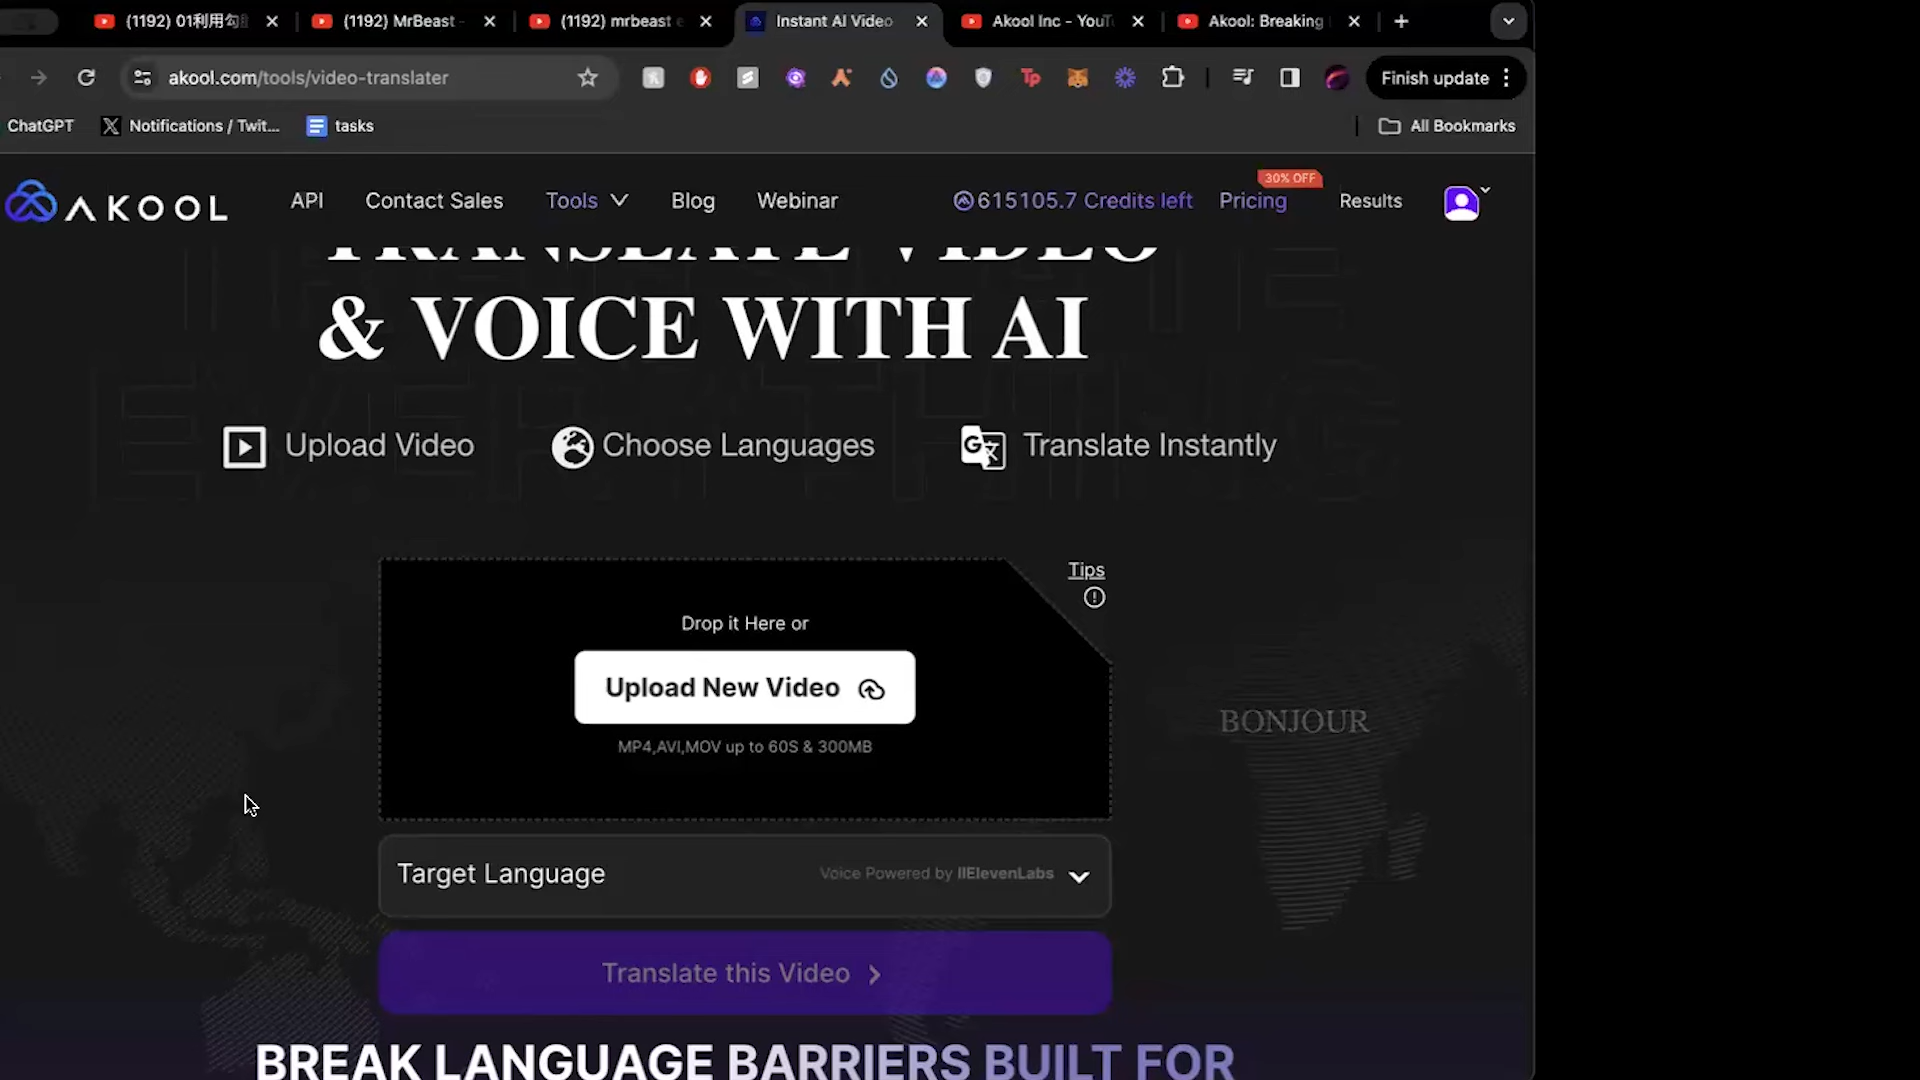 (1192) 01利用勾
(1192) MrBeast -
(1192) mrbeast e
Instant AI Video
Akool Inc - YouT
Akool: Breaking
akool.com/tools/video-translater
Finish update
ChatGPT
Notifications / Twit...
tasks
All Bookmarks
AKOOL
API
Contact Sales
Tools
Blog
Webinar
615105.7 Credits left
Pricing
30% OFF
Results
TRANSLATE VIDEO
& VOICE WITH AI
Upload Video
Choose Languages
Translate Instantly
Tips
Drop it Here or
Upload New Video
MP4,AVI,MOV up to 60S & 300MB
BONJOUR
Target Language
Voice Powered by IIElevenLabs
Translate this Video
BREAK LANGUAGE BARRIERS BUILT FOR